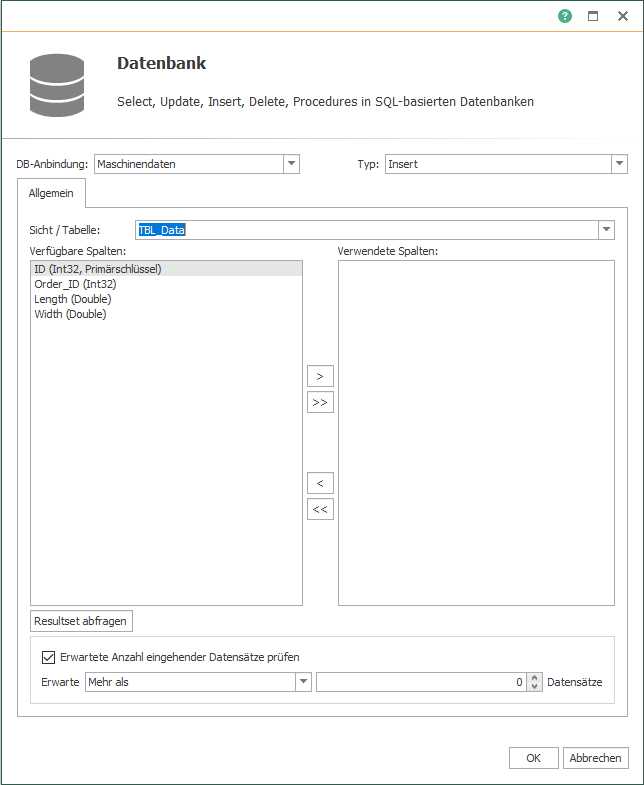 ?
Datenbank
Select, Update, Insert, Delete, Procedures in SQL-basierten Datenbanken
DB-Anbindung: Maschinendaten Typ: Insert
Allgemein
Sicht / Tabelle: TBL_Data
Verfügbare Spalten: Verwendete Spalten:
ID (Int32, Primärschlüssel)
Order_ID (Int32)
Length (Double)
Width (Double)
>
>>
<
<<
Resultset abfragen
Erwartete Anzahl eingehender Datensätze prüfen
Erwarte Mehr als 0 Datensätze
OK Abbrechen